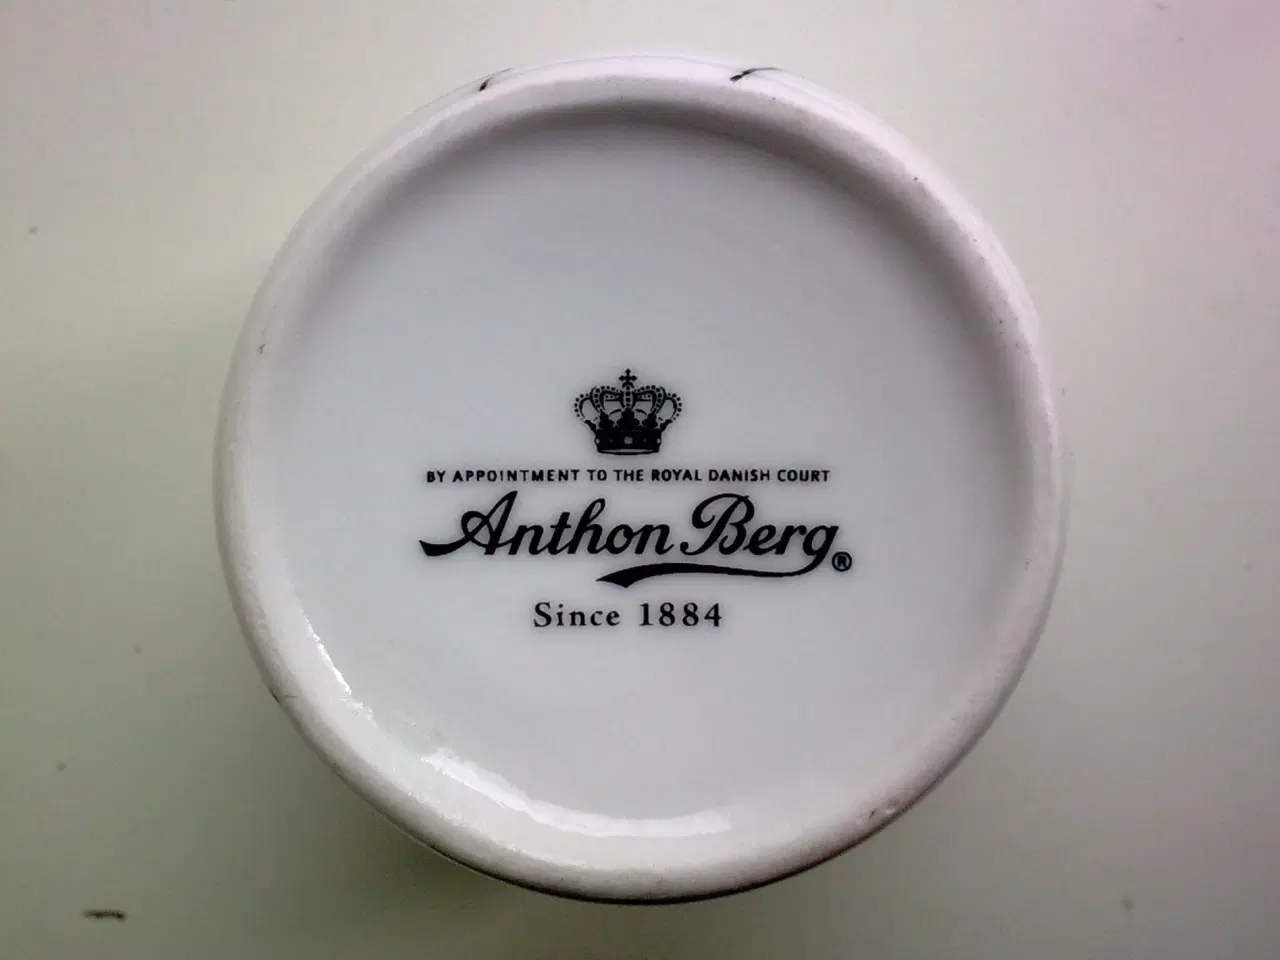 BY APPOINTMENT TO THE ROYAL DANISH COURT
Anthon Berg®
Since 1884